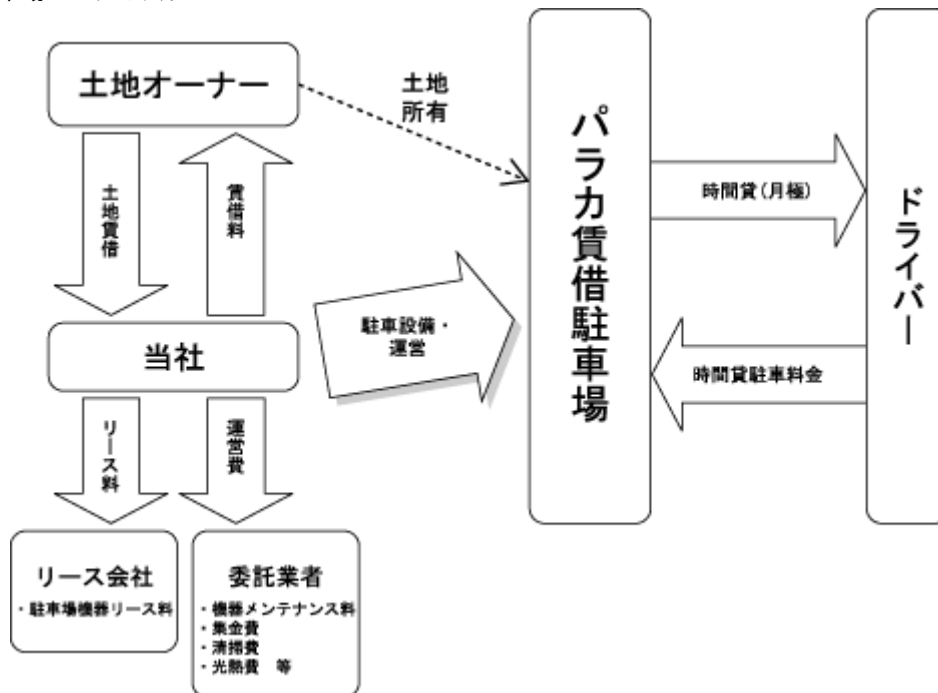 土地オーナー
土地
所有
土地賃借
賃借料
パラカ賃借駐車場
時間貸(月極)
ドライバー
駐車設備・
運営
当社
時間貸駐車料金
リース料
運営費
リース会社
・駐車場機器リース料
委託業者
・機器メンテナンス料
・集金費
・清掃費
・光熱費 等